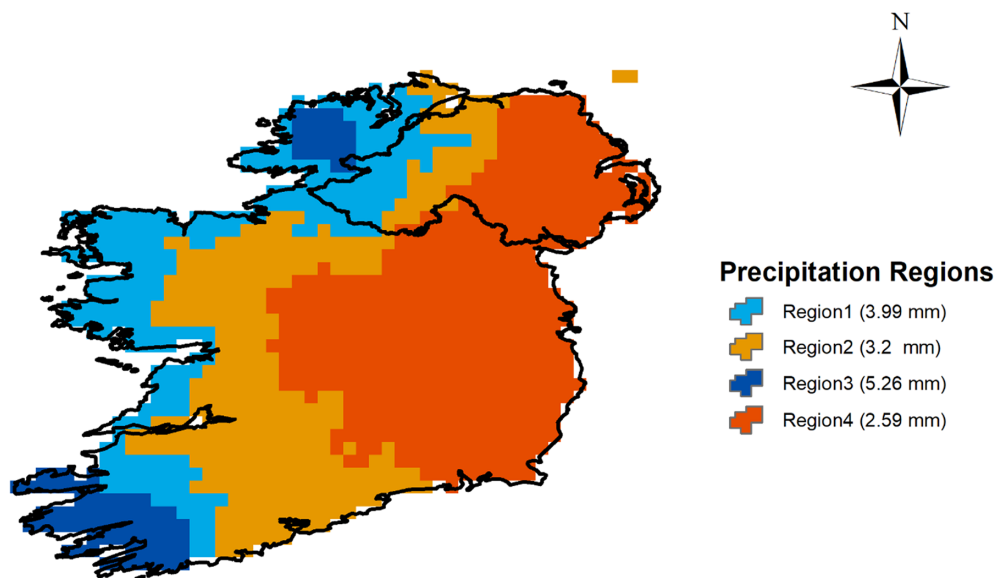 N
Precipitation Regions
Region1 (3.99 mm)
Region2 (3.2  mm)
Region3 (5.26 mm)
Region4 (2.59 mm)